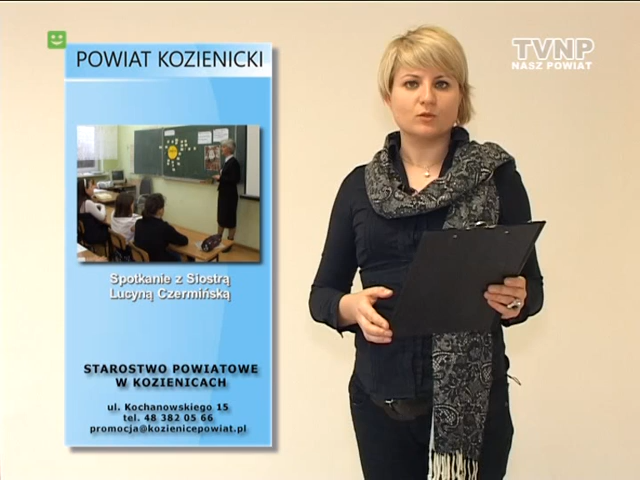 POWIAT KOZIENICKI
TVNP
NASZ POWIAT
Spotkanie z Siostrą
Lucyną Czermińską
STAROSTWO POWIATOWE
W KOZIENICACH
ul. Kochanowskiego 15
tel. 48 382 05 66
promocja@kozienicepowiat.pl